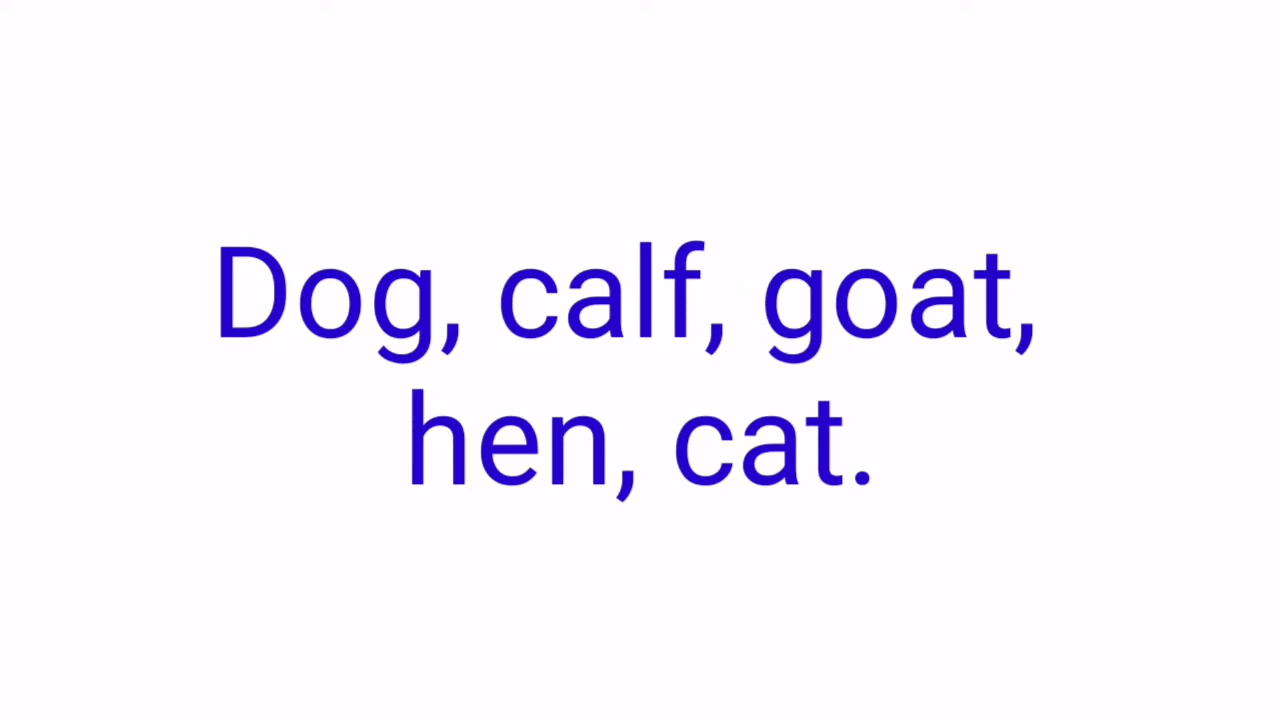 Dog, calf, goat,
hen, cat.